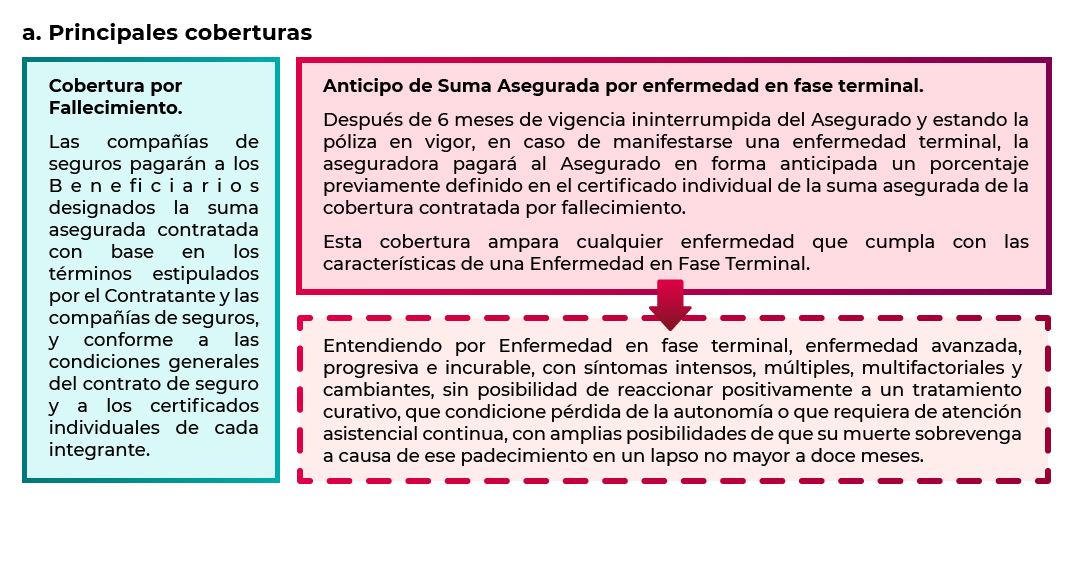 a. Principales coberturas
Cobertura por
Fallecimiento.
Las compañías de
seguros pagarán a los
Beneficiarios
designados la suma
asegurada contratada
con base en los
términos estipulados
por el Contratante y las
compañías de seguros,
y conforme a las
condiciones generales
del contrato de seguro
y a los certificados
individuales de cada
integrante.
Anticipo de Suma Asegurada por enfermedad en fase terminal.
Después de 6 meses de vigencia ininterrumpida del Asegurado y estando la
póliza en vigor, en caso de manifestarse una enfermedad terminal, la
aseguradora pagará al Asegurado en forma anticipada un porcentaje
previamente definido en el certificado individual de la suma asegurada de la
cobertura contratada por fallecimiento.
Esta cobertura ampara cualquier enfermedad que cumpla con las
características de una Enfermedad en Fase Terminal.
Entendiendo por Enfermedad en fase terminal, enfermedad avanzada,
progresiva e incurable, con síntomas intensos, múltiples, multifactoriales y
cambiantes, sin posibilidad de reaccionar positivamente a un tratamiento
curativo, que condicione pérdida de la autonomía o que requiera de atención
asistencial continua, con amplias posibilidades de que su muerte sobrevenga
a causa de ese padecimiento en un lapso no mayor a doce meses.